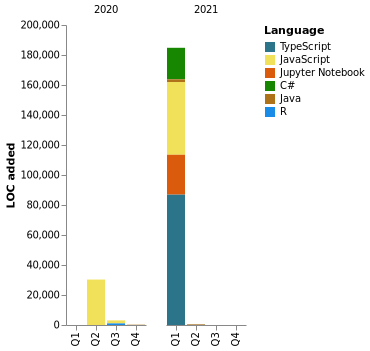 2020 2021
Language
TypeScript
JavaScript
Jupyter Notebook
C#
Java
R
LOC added
200,000
180,000
160,000
140,000
120,000
100,000
80,000
60,000
40,000
20,000
0
Q1 Q2 Q3 Q4 Q1 Q2 Q3 Q4